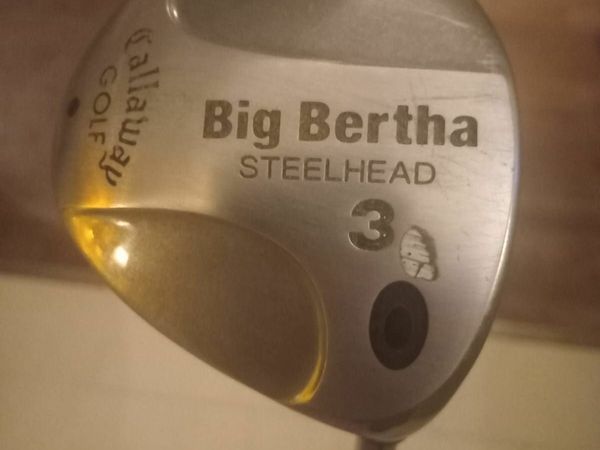 Callaway
GOLF
Big Bertha
STEELHEAD
3